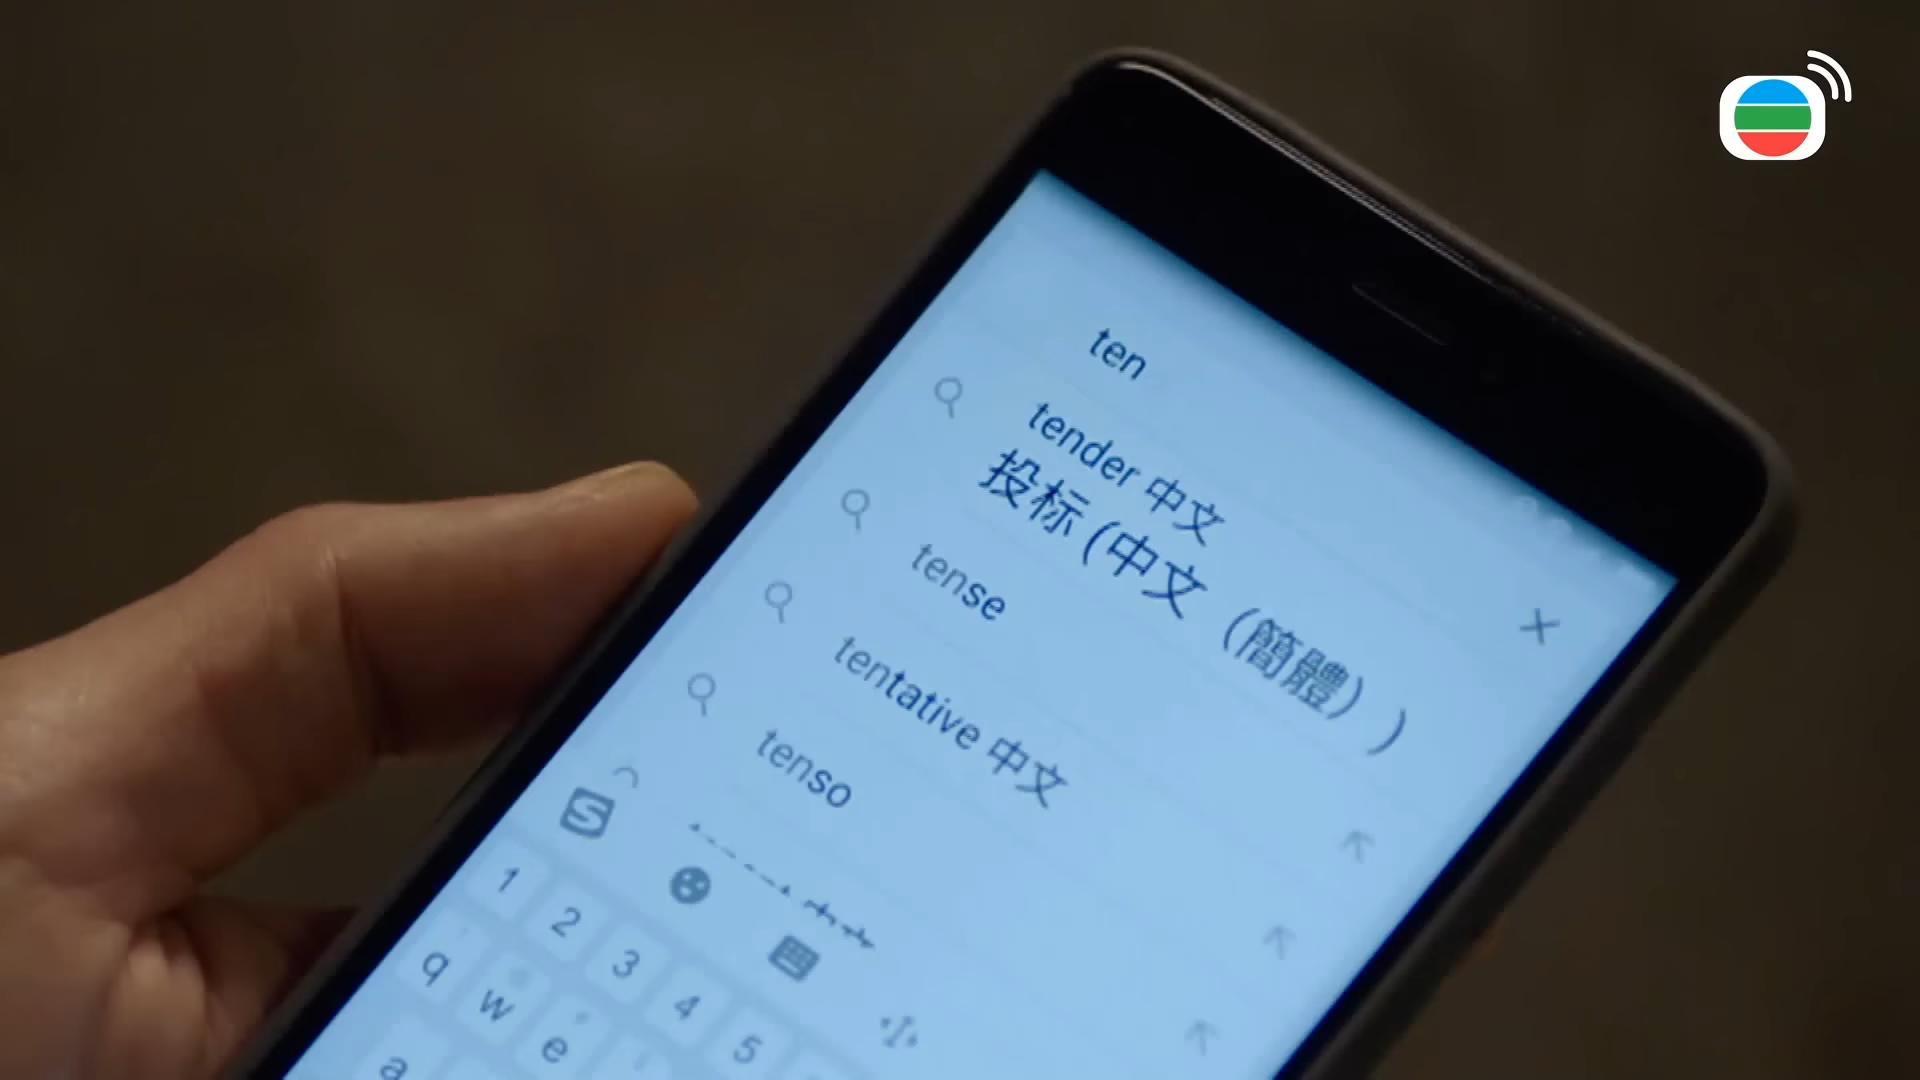 ten
tender 中文
投标 (中文（簡體）)
tense
tentative 中文
tenso
1 2 3 4 5
q w e
a